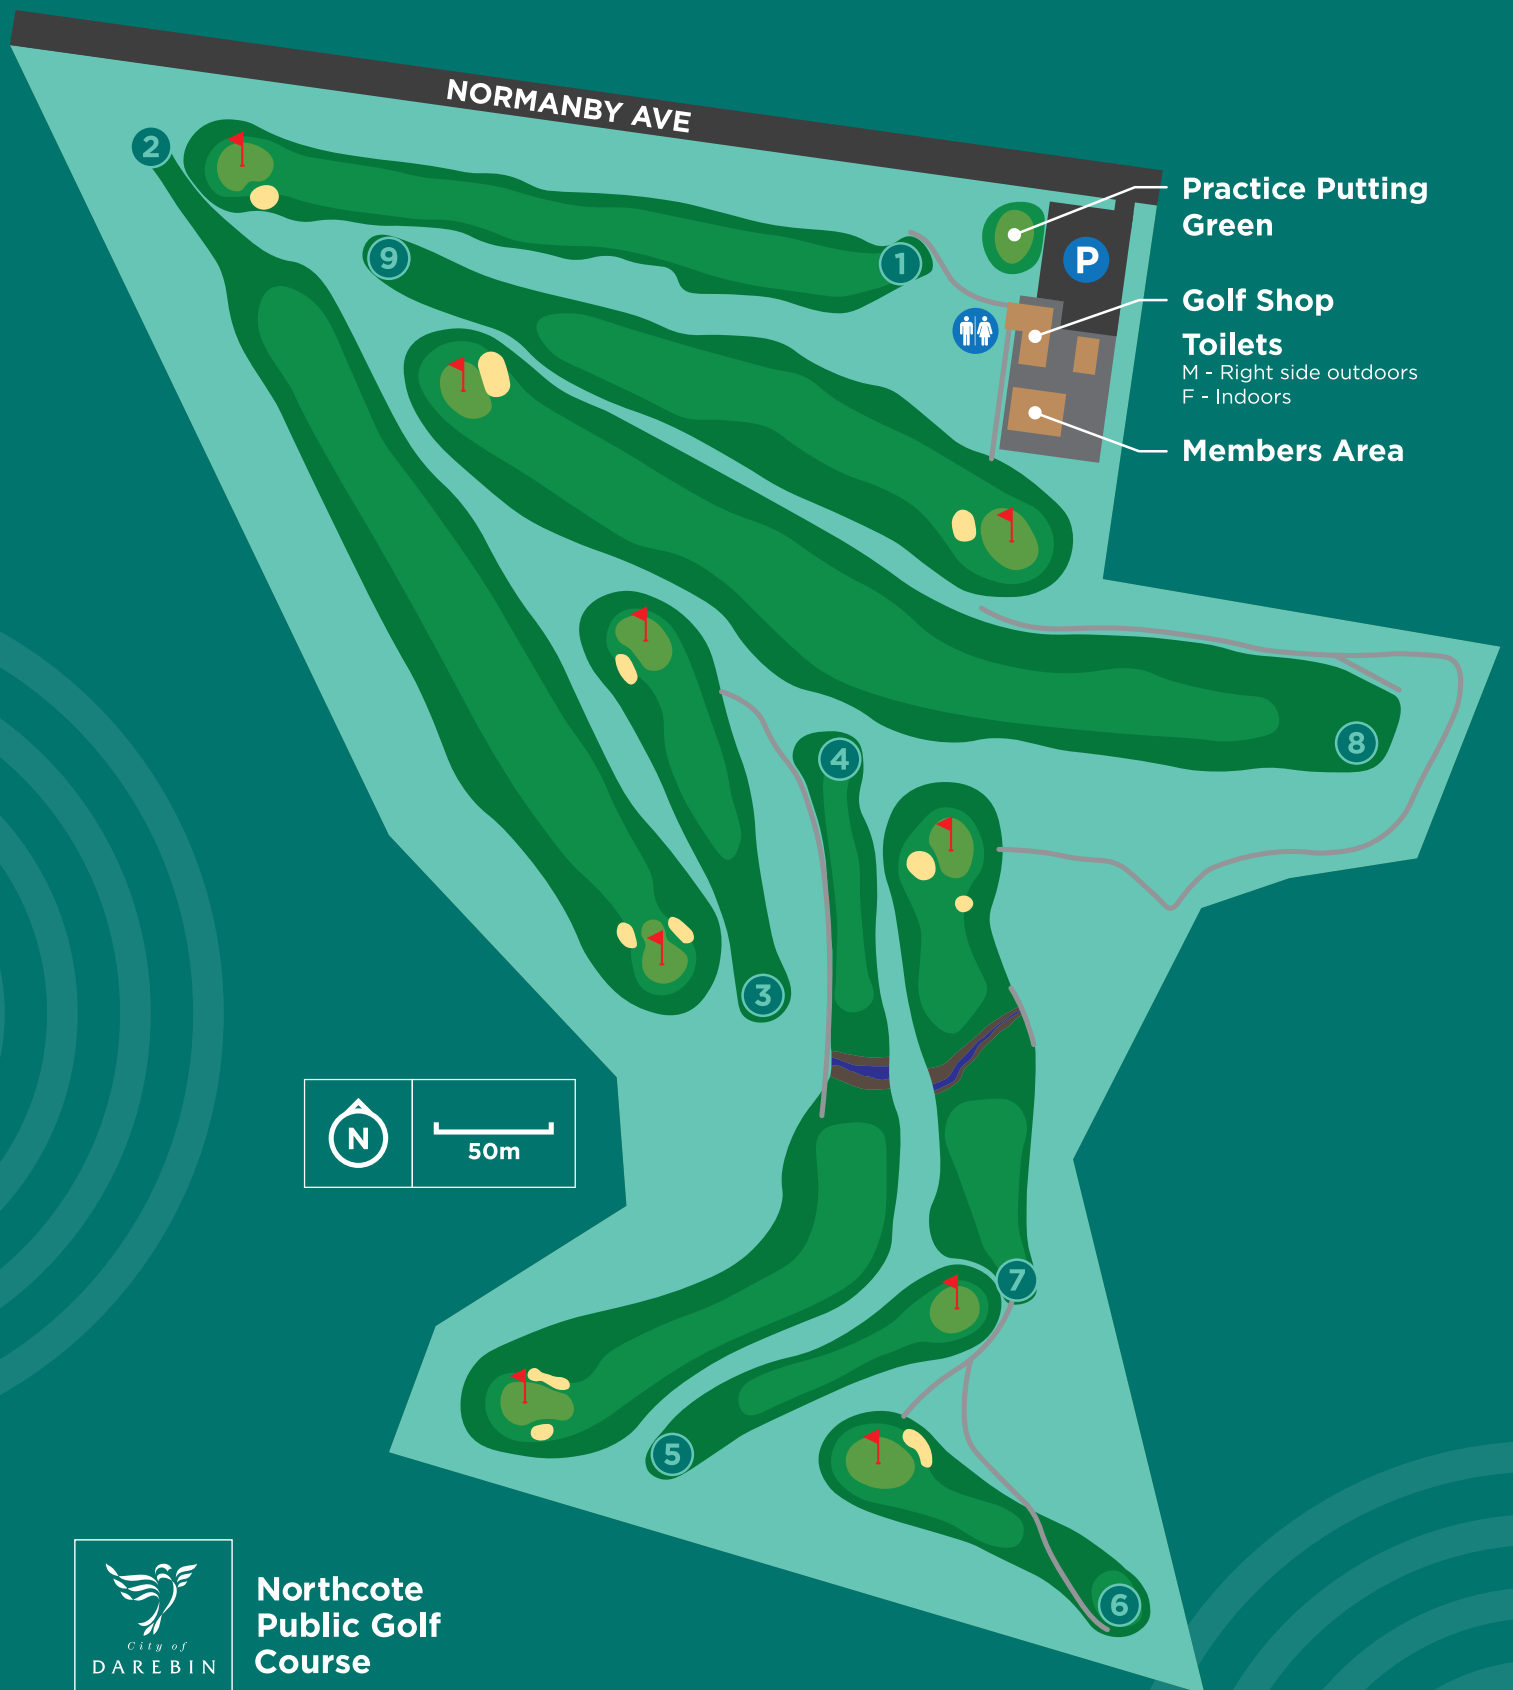 NORMANBY AVE
2
9
1
P
Practice Putting
Green
Golf Shop
Toilets
M - Right side outdoors
F - Indoors
Members Area
4
8
3
N
50m
7
5
6
City of
DAREBIN
Northcote
Public Golf
Course